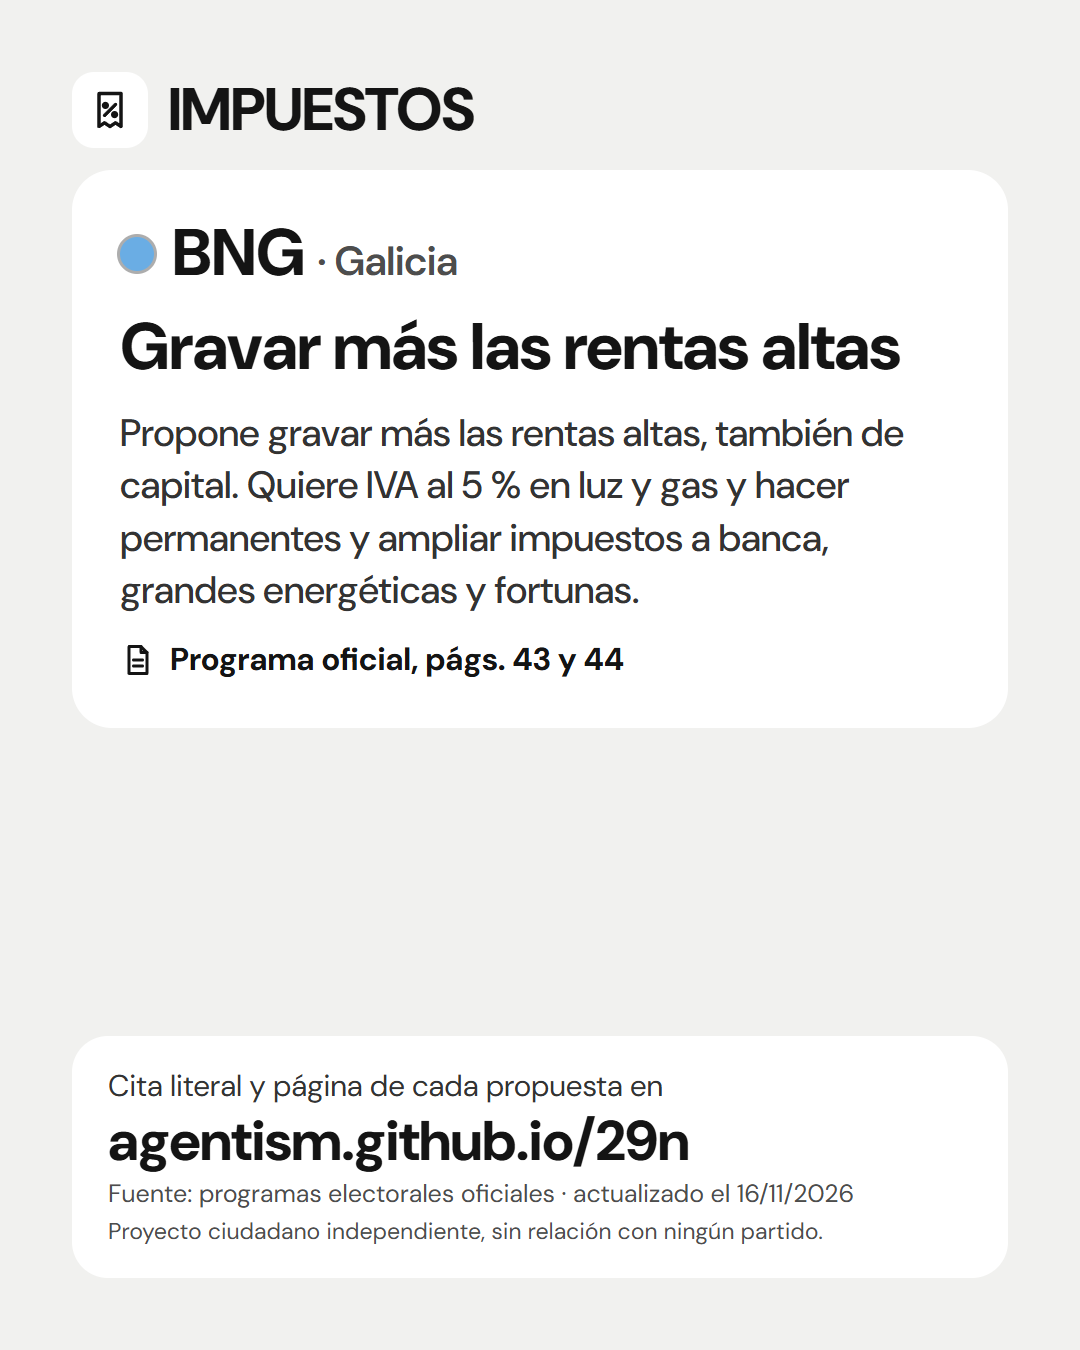 IMPUESTOS
BNG · Galicia
Gravar más las rentas altas
Propone gravar más las rentas altas, también de
capital. Quiere IVA al 5 % en luz y gas y hacer
permanentes y ampliar impuestos a banca,
grandes energéticas y fortunas.
Programa oficial, págs. 43 y 44
Cita literal y página de cada propuesta en
agentism.github.io/29n
Fuente: programas electorales oficiales · actualizado el 16/11/2026
Proyecto ciudadano independiente, sin relación con ningún partido.